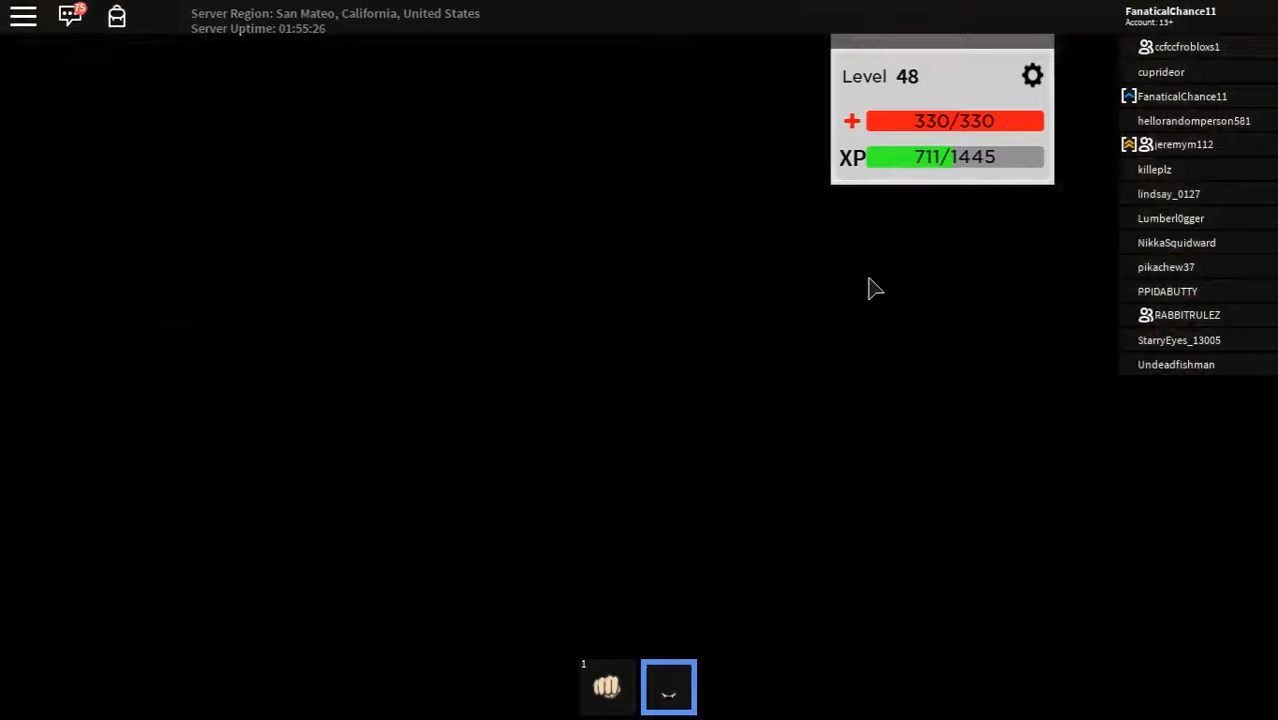 75
Server Region: San Mateo, California, United States
Server Uptime: 01:55:26
FanaticalChance11
Account: 13+
Level 48
330/330
XP 711/1445
ccfccfrobloxs1
cuprideor
FanaticalChance11
hellorandomperson581
jeremym112
killeplz
lindsay_0127
Lumberl0gger
NikkaSquidward
pikachew37
PPIDABUTTY
RABBITRULEZ
StarryEyes_13005
Undeadfishman
1